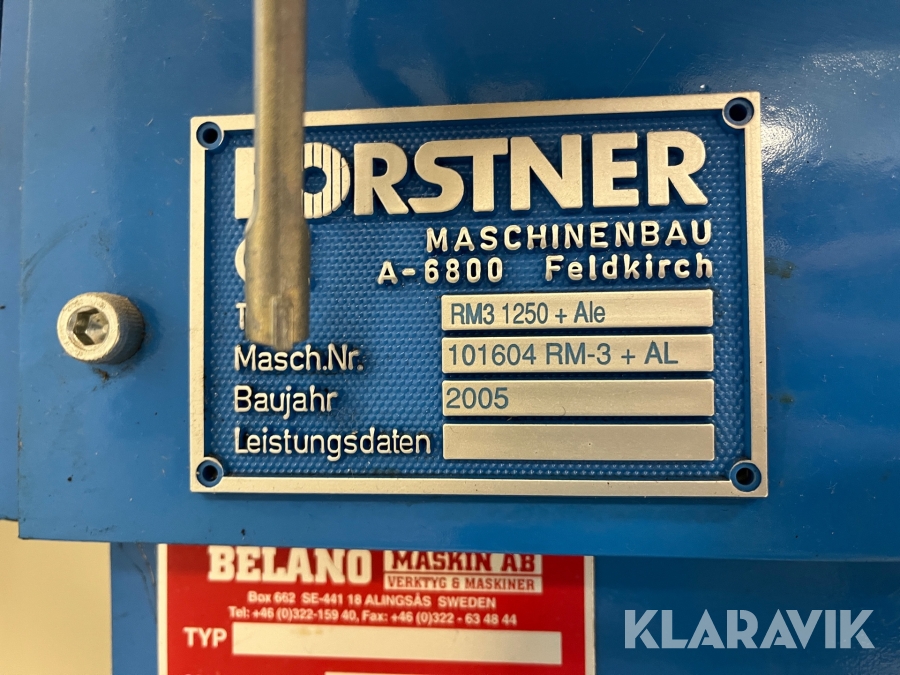 FORSTNER
MASCHINENBAU
A-6800 Feldkirch
RM3 1250 + Ale
Masch.Nr. 101604 RM-3 + AL
Baujahr 2005
Leistungsdaten
BELANO MASKIN AB
VERKTYG & MASKINER
Box 662 SE-441 18 ALINGSÅS SWEDEN
Tel: +46 (0)322-159 40, Fax: +46 (0)322 - 63 48 44
TYP
KLARAVIK